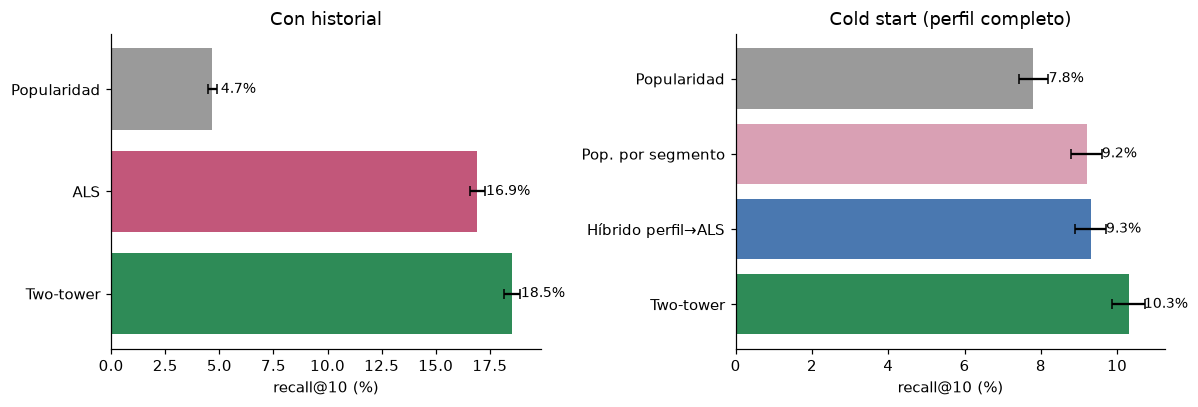 Con historial
Popularidad
4.7%
ALS
16.9%
Two-tower
18.5%
0.0 2.5 5.0 7.5 10.0 12.5 15.0 17.5
recall@10 (%)
Cold start (perfil completo)
Popularidad
7.8%
Pop. por segmento
9.2%
Híbrido perfil→ALS
9.3%
Two-tower
10.3%
0 2 4 6 8 10
recall@10 (%)